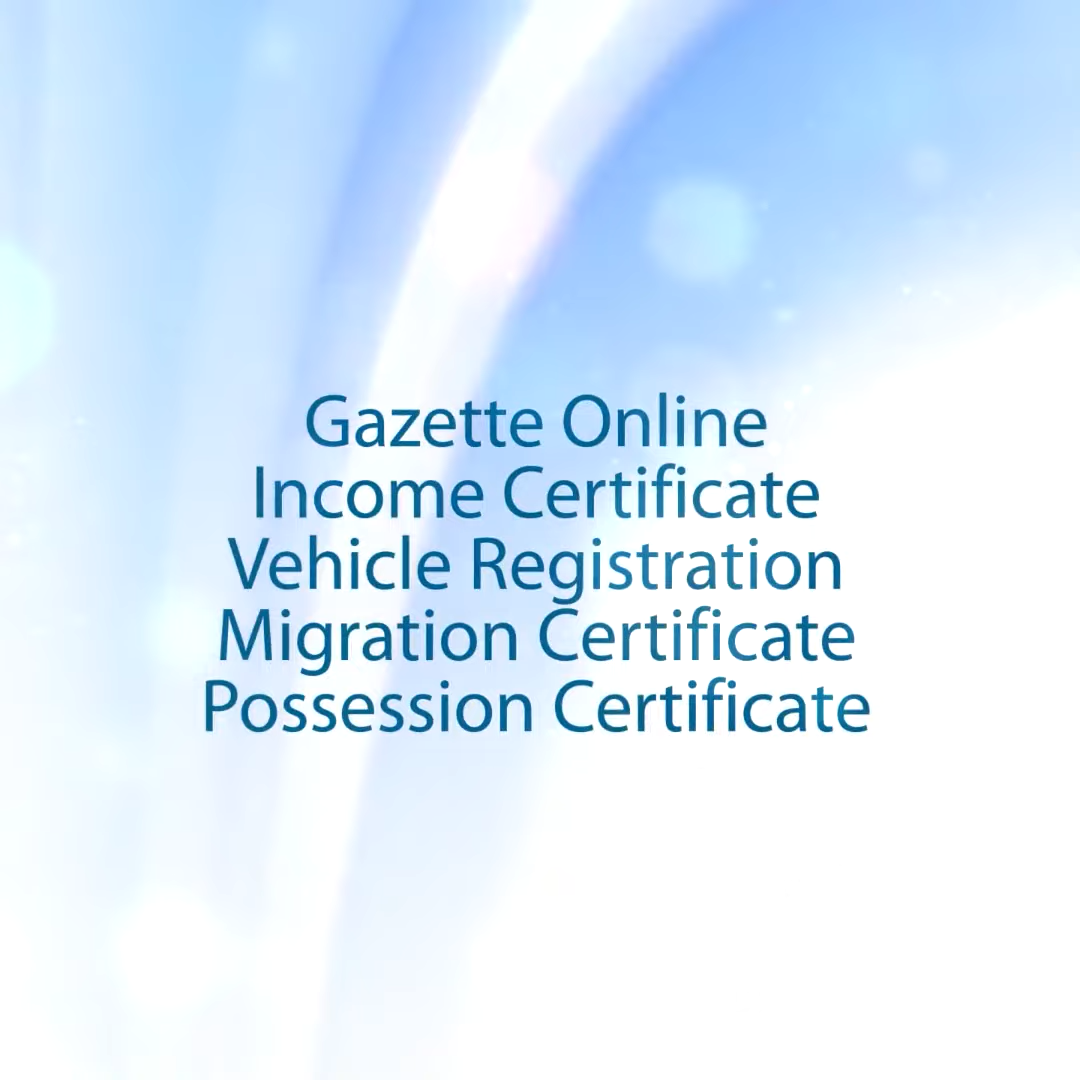 Gazette Online
Income Certificate
Vehicle Registration
Migration Certificate
Possession Certificate